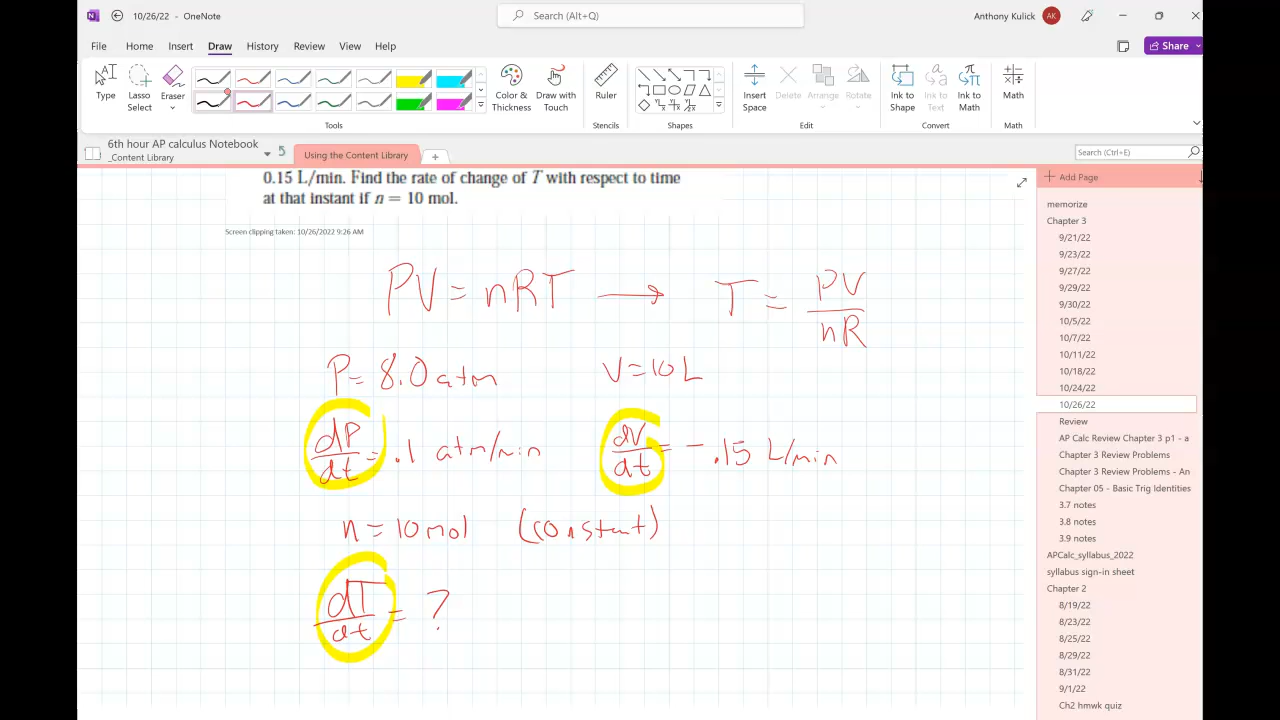 10/26/22 - OneNote
Search (Alt+Q)
Anthony Kulick AK
File Home Insert Draw History Review View Help
Share
Type
Lasso Select
Eraser
Color & Thickness
Draw with Touch
Ruler
Insert Space
Delete
Arrange
Rotate
Ink to Shape
Ink to Text
Ink to Math
Math
Tools Stencils Shapes Edit Convert Math
6th hour AP calculus Notebook
_Content Library
Using the Content Library
Search (Ctrl+E)
0.15 L/min. Find the rate of change of T with respect to time
at that instant if n = 10 mol.
Screen clipping taken: 10/26/2022 9:26 AM
PV = nRT → T = PV/nR
P = 8.0 atm V = 10 L
dP/dt = .1 atm/min dV/dt = -.15 L/min
n = 10 mol (constant)
dT/dt = ?
Add Page
memorize
Chapter 3
9/21/22
9/23/22
9/27/22
9/29/22
9/30/22
10/5/22
10/7/22
10/11/22
10/18/22
10/24/22
10/26/22
Review
AP Calc Review Chapter 3 p1 - a
Chapter 3 Review Problems
Chapter 3 Review Problems - An
Chapter 05 - Basic Trig Identities
3.7 notes
3.8 notes
3.9 notes
APCalc_syllabus_2022
syllabus sign-in sheet
Chapter 2
8/19/22
8/23/22
8/25/22
8/29/22
8/31/22
9/1/22
Ch2 hmwk quiz